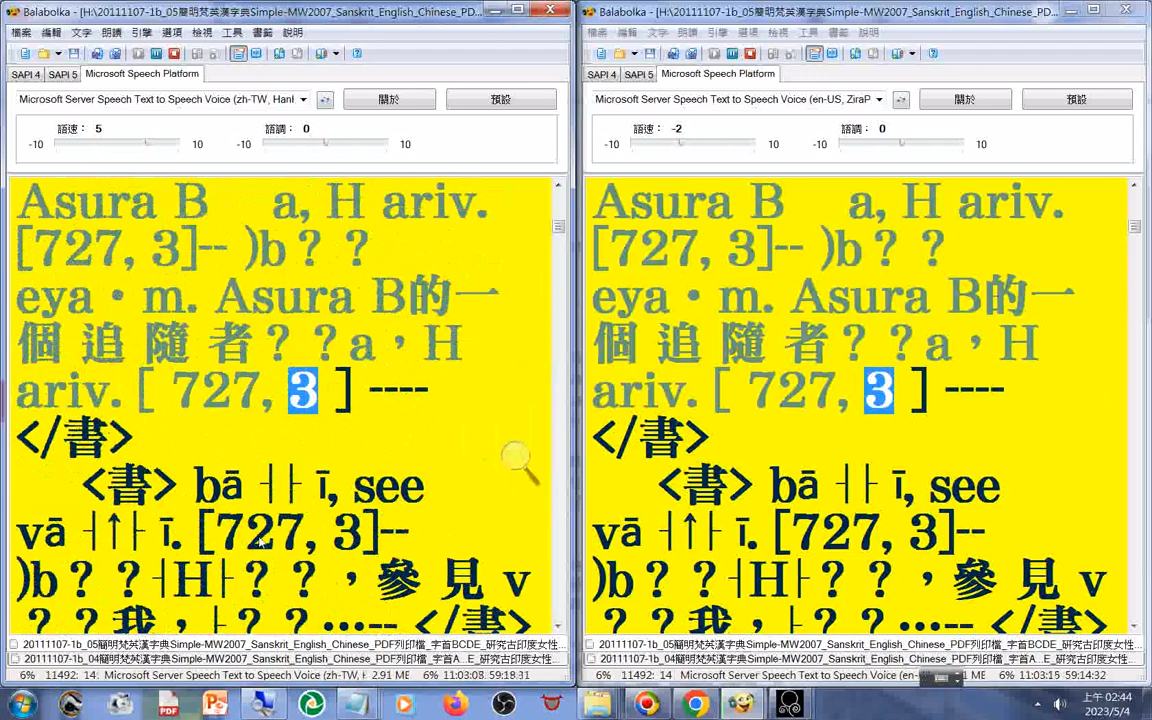 Balabolka - [H:\20111107-1b_05簡明梵英漢字典Simple-MW2007_Sanskrit_English_Chinese_PD...
檔案 編輯 文字 朗讀 引擎 選項 檢視 工具 書籤 說明
SAPI 4 SAPI 5 Microsoft Speech Platform
Microsoft Server Speech Text to Speech Voice (zh-TW, Hanl
關於 預設
語速： 5 語調： 0
-10 10 -10 10
Asura B a, H ariv.
[727, 3]-- )b？？
eya‧m. Asura B的一
個 追 隨 者？？a，H
ariv. [ 727, 3 ] ----
</書>
<書> bā ┤├ ī, see
vā ┤↑├ ī. [727, 3]--
)b？？┤H├？？，參 見 v
？？我，├？？...-- </書>
20111107-1b_05簡明梵英漢字典Simple-MW2007_Sanskrit_English_Chinese_PDF列印檔_字首BCDE_研究古印度女性...
20111107-1b_04簡明梵英漢字典Simple-MW2007_Sanskrit_English_Chinese_PDF列印檔_字首A...E_研究古印度女性...
6% 11492: 14 Microsoft Server Speech Text to Speech Voice (zh-TW, H 2.91 ME 6% 11:03:08. 59:18.31
Balabolka - [H:\20111107-1b_05簡明梵英漢字典Simple-MW2007_Sanskrit_English_Chinese_PD...
檔案 編輯 文字 朗讀 引擎 選項 檢視 工具 書籤 說明
SAPI 4 SAPI 5 Microsoft Speech Platform
Microsoft Server Speech Text to Speech Voice (en-US, ZiraP
關於 預設
語速： -2 語調： 0
-10 10 -10 10
Asura B a, H ariv.
[727, 3]-- )b？？
eya‧m. Asura B的一
個 追 隨 者？？a，H
ariv. [ 727, 3 ] ----
</書>
<書> bā ┤├ ī, see
vā ┤↑├ ī. [727, 3]--
)b？？┤H├？？，參 見 v
？？我，├？？...-- </書>
20111107-1b_05簡明梵英漢字典Simple-MW2007_Sanskrit_English_Chinese_PDF列印檔_字首BCDE_研究古印度女性...
20111107-1b_04簡明梵英漢字典Simple-MW2007_Sanskrit_English_Chinese_PDF列印檔_字首A...E_研究古印度女性...
6% 11492: 14 Microsoft Server Speech Text to Speech Voice (en-US 6% 11:03:15 59:14.32
PDF
上午 02:44
2023/5/4